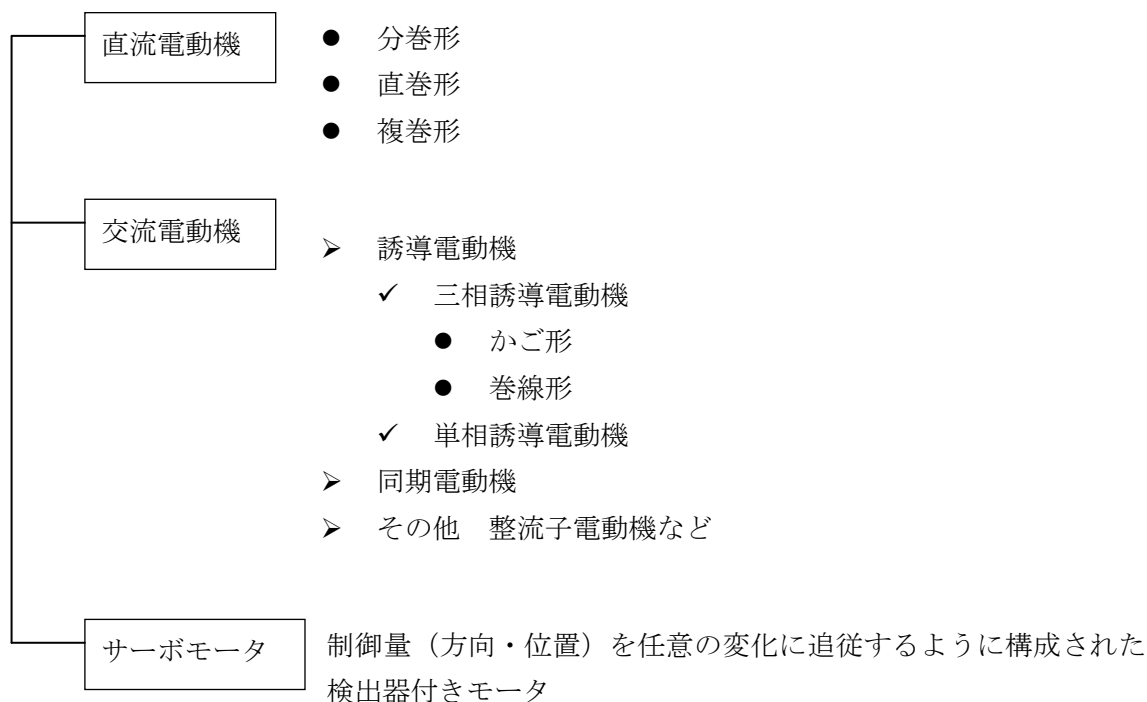 直流電動機
● 分巻形
● 直巻形
● 複巻形
交流電動機
➢ 誘導電動機
✓ 三相誘導電動機
● かご形
● 巻線形
✓ 単相誘導電動機
➢ 同期電動機
➢ その他　整流子電動機など
サーボモータ
制御量（方向・位置）を任意の変化に追従するように構成された
検出器付きモータ